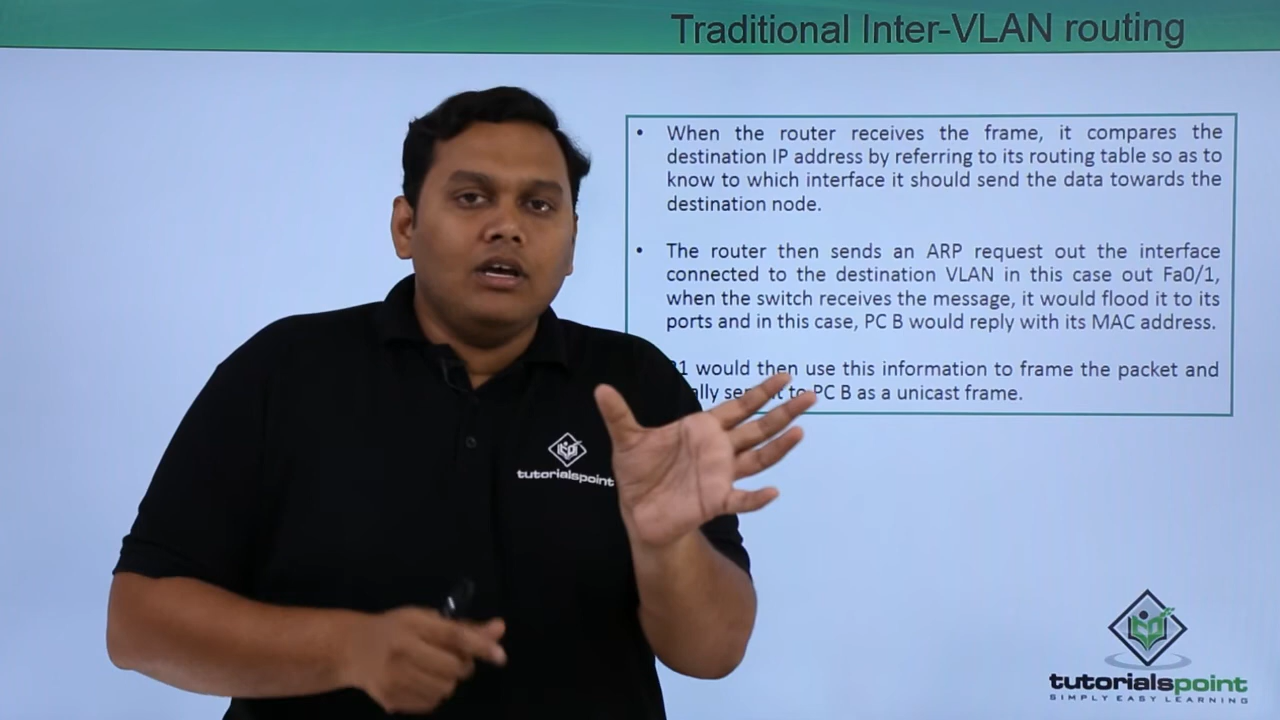 Traditional Inter-VLAN routing
• When the router receives the frame, it compares the
destination IP address by referring to its routing table so as to
know to which interface it should send the data towards the
destination node.
• The router then sends an ARP request out the interface
connected to the destination VLAN in this case out Fa0/1,
when the switch receives the message, it would flood it to its
ports and in this case, PC B would reply with its MAC address.
would then use this information to frame the packet and
PC B as a unicast frame.
tutorialspoint
tutorialspoint
SIMPLY EASY LEARNING